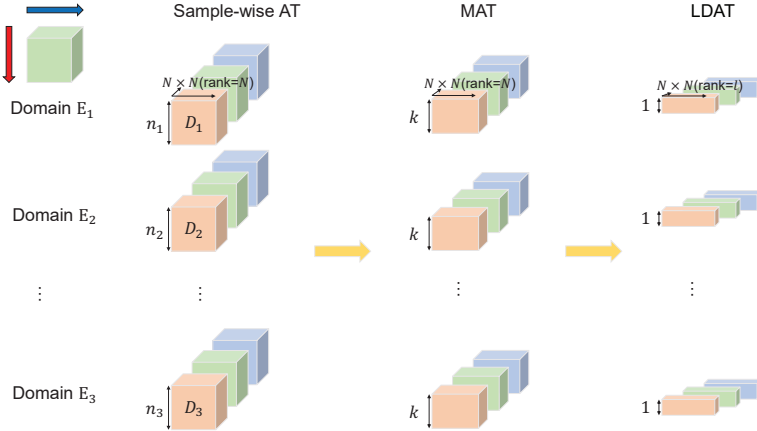 Sample-wise AT MAT LDAT
N × N(rank=N) N × N(rank=N) N × N(rank=l)
Domain E₁ n₁ D₁ k 1
Domain E₂ n₂ D₂ k 1
⋮ ⋮ ⋮ ⋮
Domain E₃ n₃ D₃ k 1